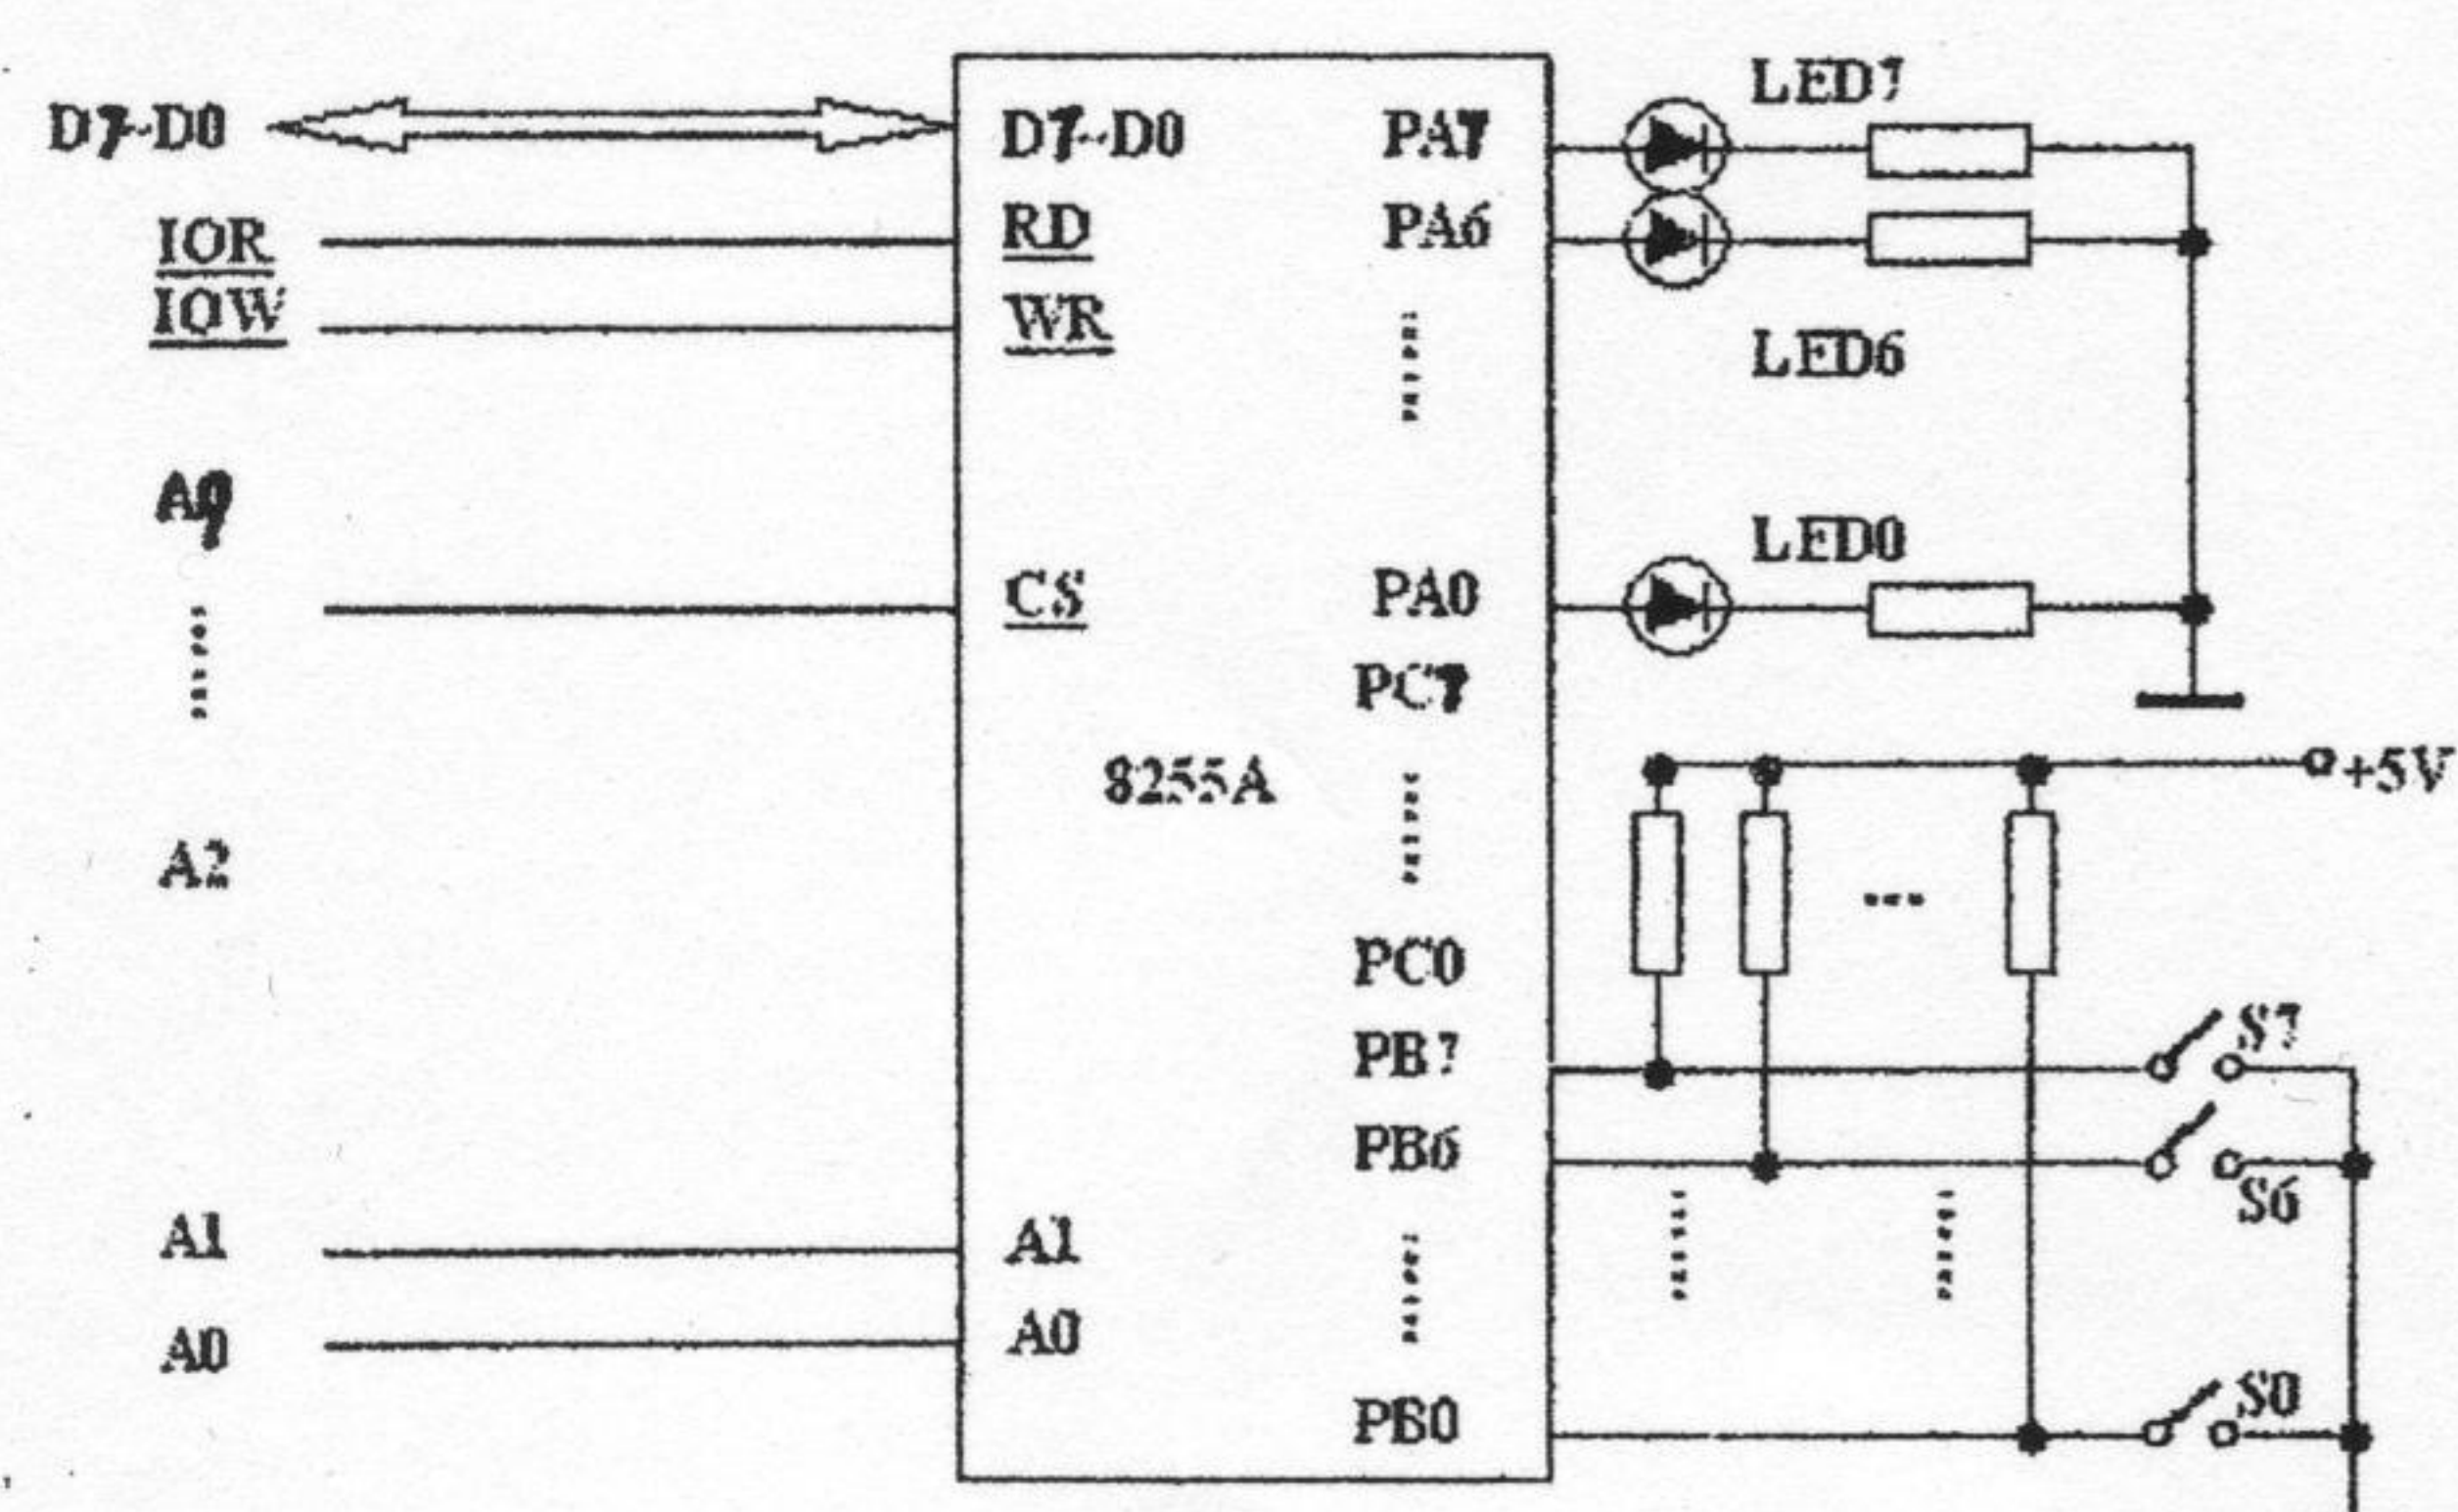 LED7
D7~D0 D7~D0 PA7
IOR RD PA6
IOW WR
LED6
A9
LED0
CS PA0
PC7
8255A +5V
A2
PC0
S7
PB7
PB6
S6
A1 A1
A0 A0
S0
PB0